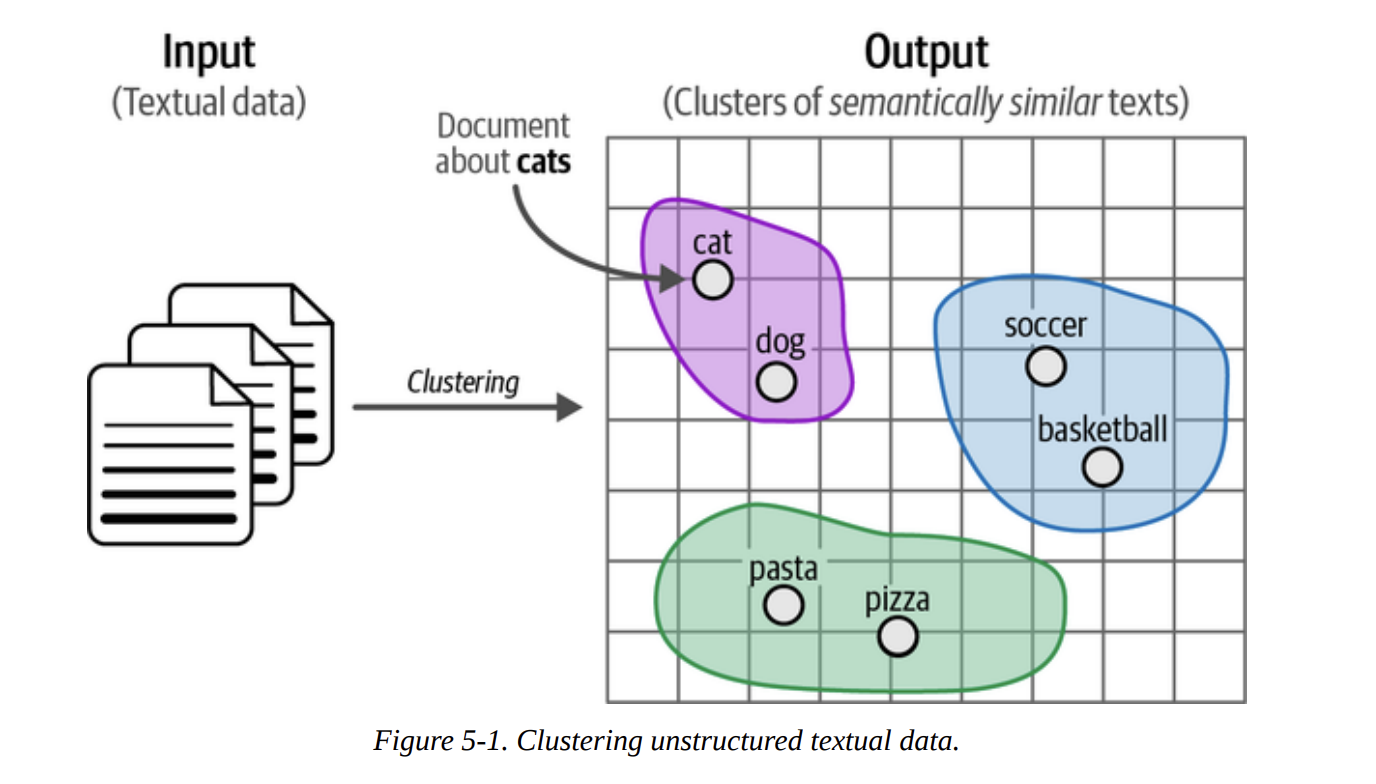 Input
(Textual data)
Output
(Clusters of semantically similar texts)
Document
about cats
cat
dog
Clustering
soccer
basketball
pasta
pizza
Figure 5-1. Clustering unstructured textual data.